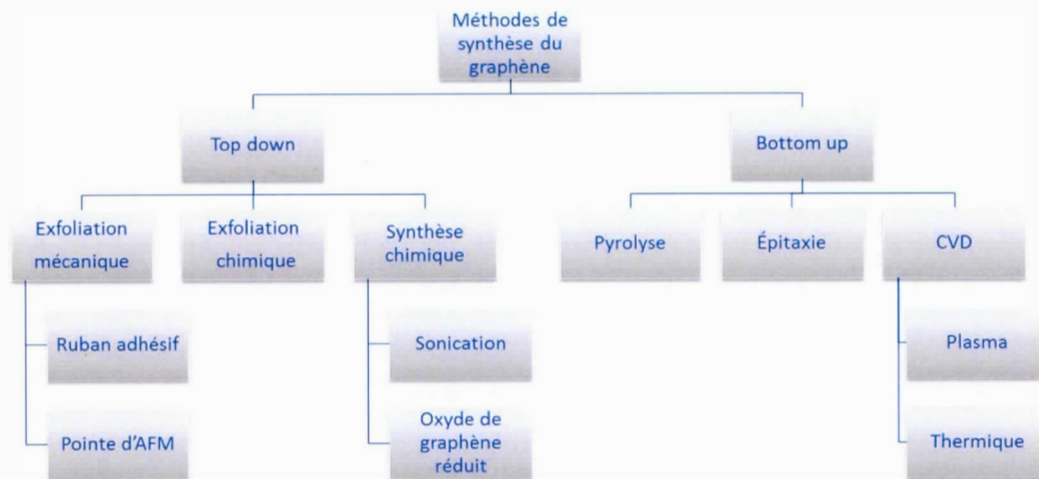 Méthodes de
synthèse du
graphène
Top down
Bottom up
Exfoliation
mécanique
Exfoliation
chimique
Synthèse
chimique
Pyrolyse
Épitaxie
CVD
Ruban adhésif
Sonication
Plasma
Pointe d'AFM
Oxyde de
graphène
réduit
Thermique